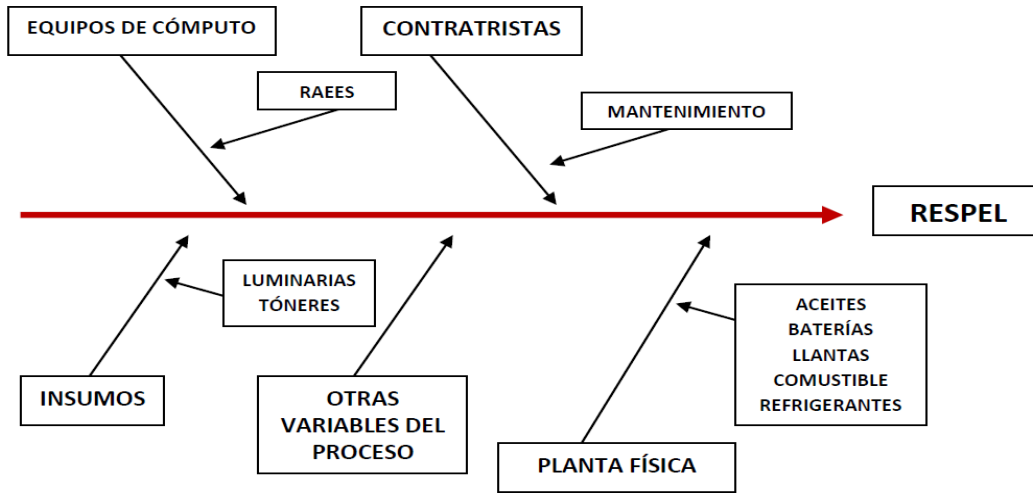 EQUIPOS DE CÓMPUTO
CONTRATRISTAS
RAEES
MANTENIMIENTO
RESPEL
LUMINARIAS
TÓNERES
ACEITES
BATERÍAS
LLANTAS
COMUSTIBLE
REFRIGERANTES
INSUMOS
OTRAS
VARIABLES DEL
PROCESO
PLANTA FÍSICA